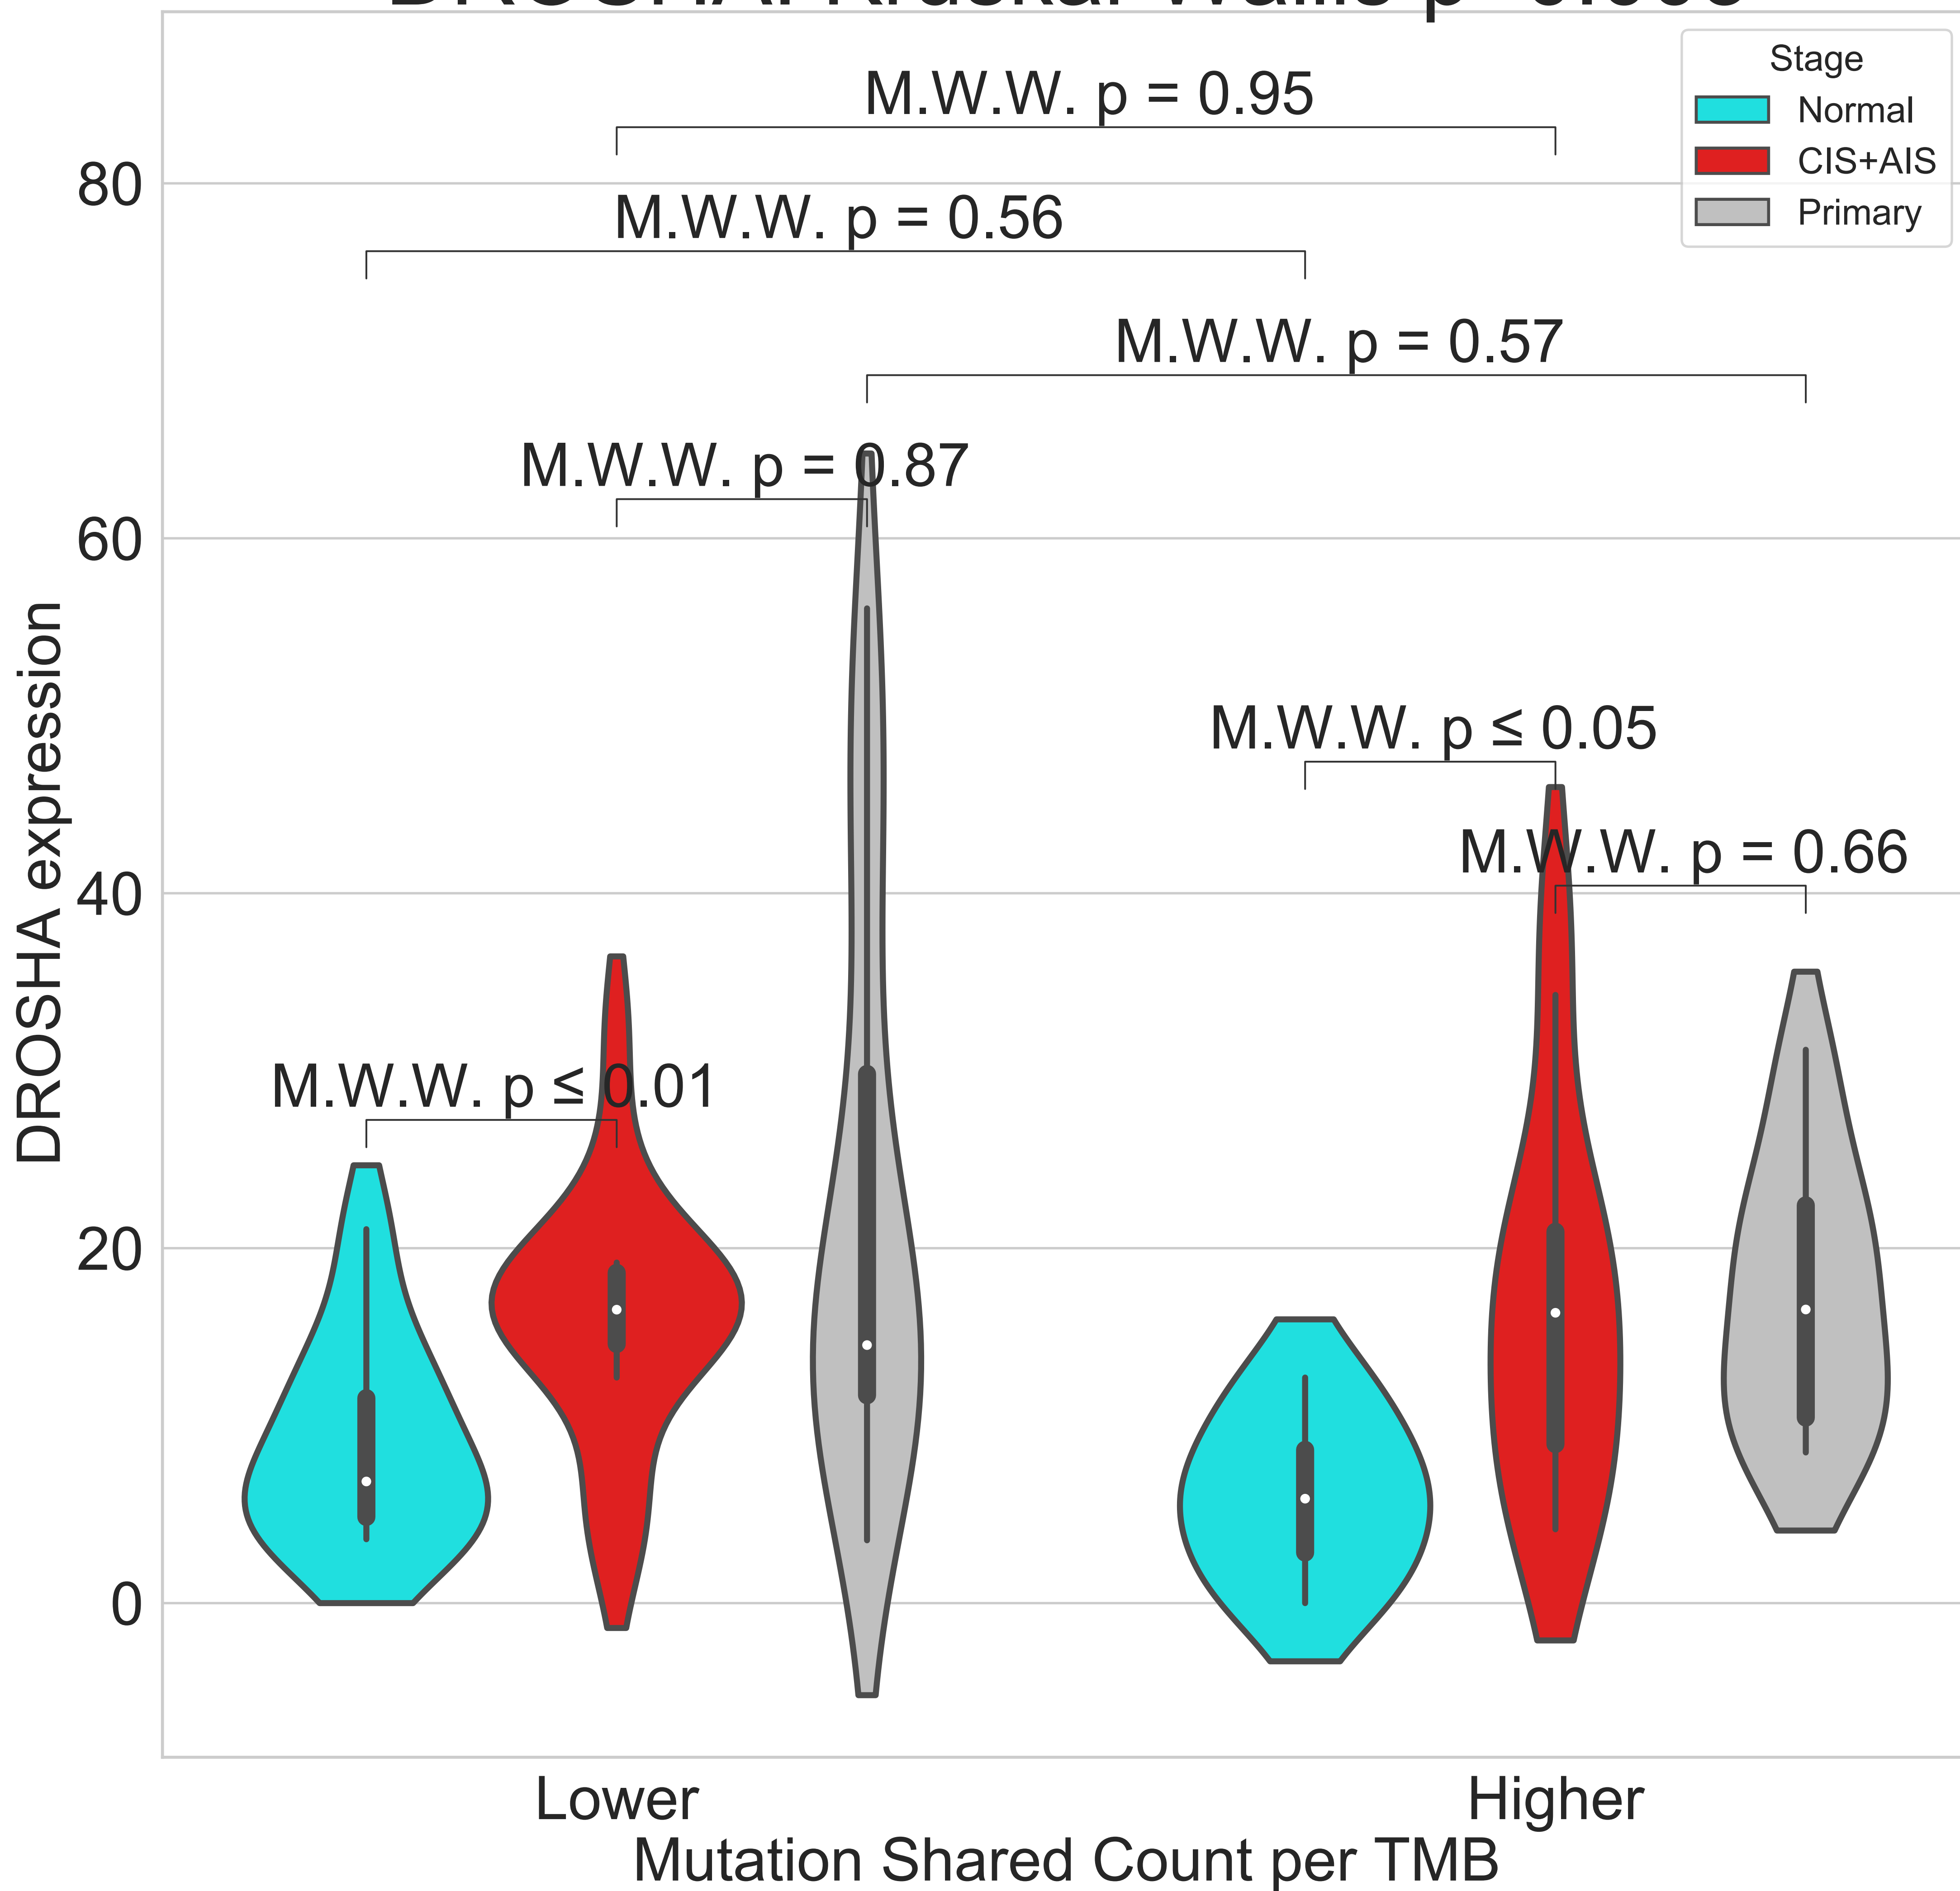 M.W.W. p = 0.95
Stage
Normal
CIS+AIS
Primary
M.W.W. p = 0.56
M.W.W. p = 0.57
M.W.W. p = 0.87
M.W.W. p ≤ 0.05
M.W.W. p = 0.66
M.W.W. p ≤ 0.01
80
60
40
20
0
DROSHA expression
Lower
Higher
Mutation Shared Count per TMB